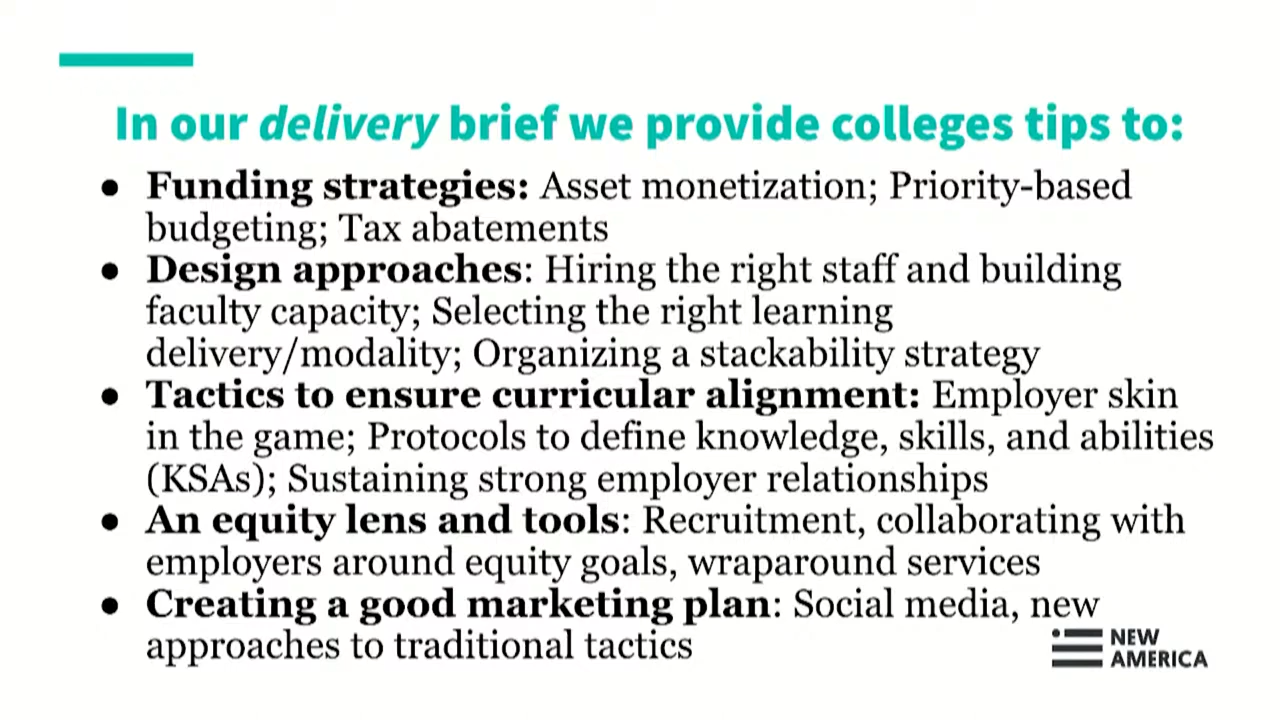 In our delivery brief we provide colleges tips to:
● Funding strategies: Asset monetization; Priority-based
budgeting; Tax abatements
● Design approaches: Hiring the right staff and building
faculty capacity; Selecting the right learning
delivery/modality; Organizing a stackability strategy
● Tactics to ensure curricular alignment: Employer skin
in the game; Protocols to define knowledge, skills, and abilities
(KSAs); Sustaining strong employer relationships
● An equity lens and tools: Recruitment, collaborating with
employers around equity goals, wraparound services
● Creating a good marketing plan: Social media, new
approaches to traditional tactics
NEW
AMERICA